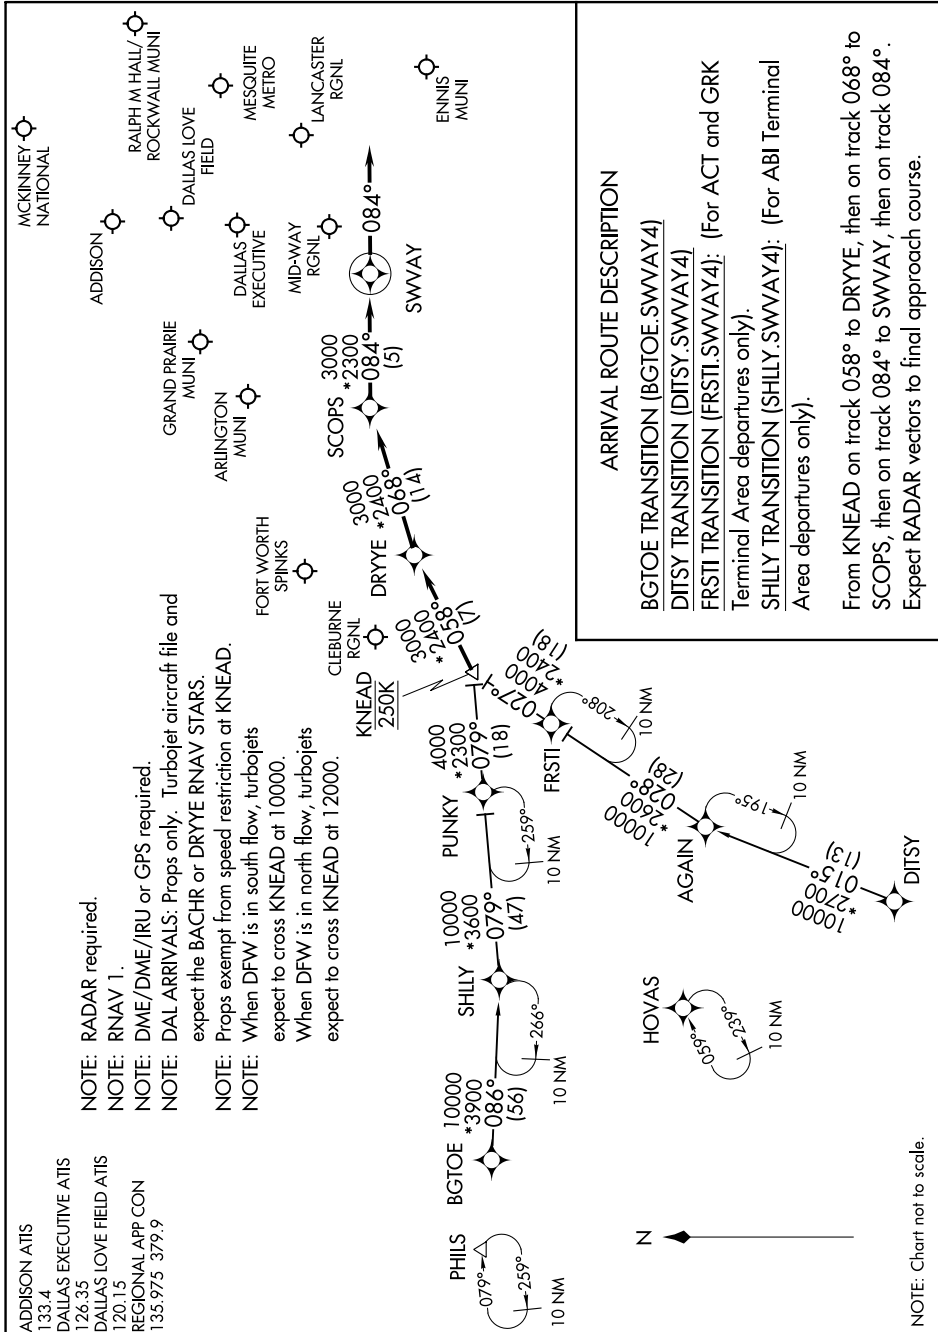 ADDISON ATIS
133.4
DALLAS EXECUTIVE ATIS
126.35
DALLAS LOVE FIELD ATIS
120.15
REGIONAL APP CON
135.975 379.9
NOTE: RADAR required.
NOTE: RNAV 1.
NOTE: DME/DME/IRU or GPS required.
NOTE: DAL ARRIVALS: Props only. Turbojet aircraft file and
expect the BACHR or DRYYE RNAV STARS.
NOTE: Props exempt from speed restriction at KNEAD.
NOTE: When DFW is in south flow, turbojets
expect to cross KNEAD at 10000.
When DFW is in north flow, turbojets
expect to cross KNEAD at 12000.
MCKINNEY
NATIONAL
RALPH M HALL/
ROCKWALL MUNI
ADDISON
DALLAS LOVE
FIELD
MESQUITE
METRO
GRAND PRAIRIE
MUNI
DALLAS
EXECUTIVE
LANCASTER
RGNL
ARLINGTON
MUNI
MID-WAY
RGNL
ENNIS
MUNI
FORT WORTH
SPINKS
CLEBURNE
RGNL
PHILS
079°
259°
10 NM
BGTOE
10000
*3900
086°
(56)
266°
10 NM
SHLLY
10000
*3600
079°
(47)
259°
10 NM
PUNKY
4000
*2300
079°
(18)
KNEAD
250K
3000
*2400
058°
(7)
DRYYE
3000
*2400
068°
(14)
SCOPS
3000
*2300
084°
(5)
SWVAY
084°
4000
*2400
(18)
027°
FRSTI
208°
10 NM
10000
*2600
028°
(28)
AGAIN
195°
10 NM
10000
*2700
015°
(13)
DITSY
HOVAS
059°
239°
10 NM
N
NOTE: Chart not to scale.
ARRIVAL ROUTE DESCRIPTION
BGTOE TRANSITION (BGTOE.SWVAY4)
DITSY TRANSITION (DITSY.SWVAY4)
FRSTI TRANSITION (FRSTI.SWVAY4): (For ACT and GRK
Terminal Area departures only).
SHLLY TRANSITION (SHLLY.SWVAY4): (For ABI Terminal
Area departures only).
From KNEAD on track 058° to DRYYE, then on track 068° to
SCOPS, then on track 084° to SWVAY, then on track 084°.
Expect RADAR vectors to final approach course.